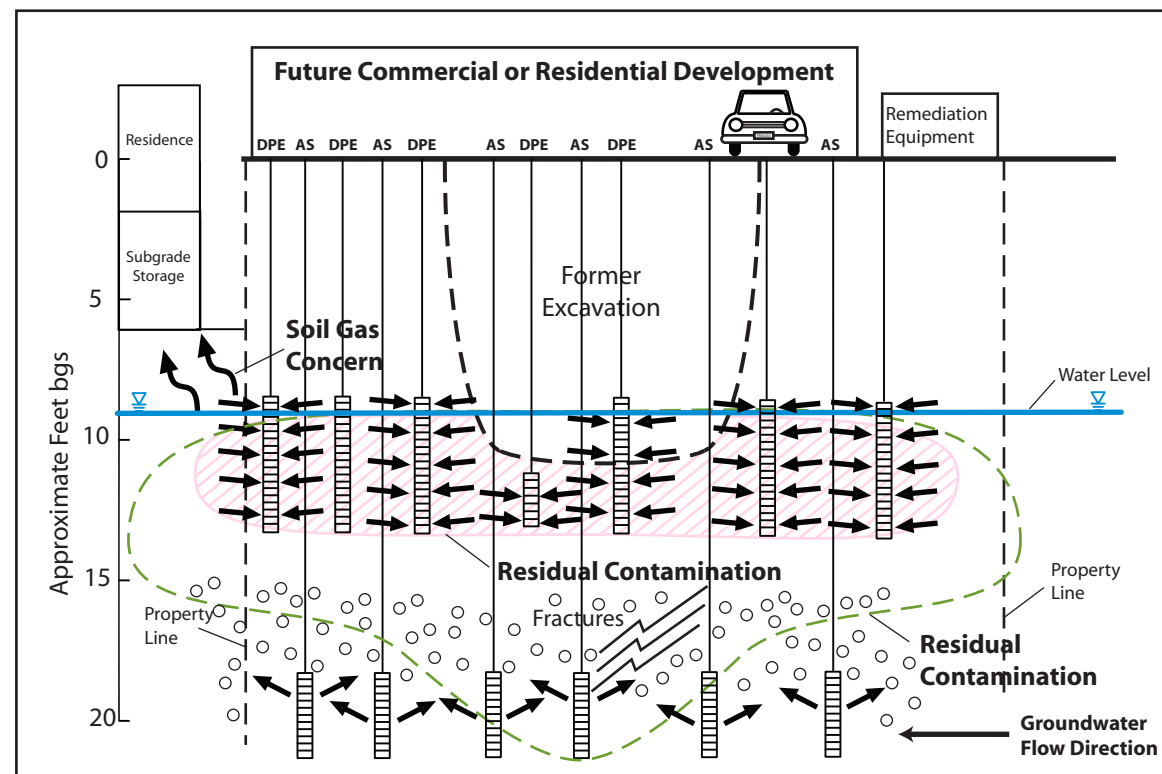 Future Commercial or Residential Development
Residence
Remediation
Equipment
DPE AS DPE AS DPE AS DPE AS DPE AS AS
0
Subgrade
Storage
5
Former
Excavation
Soil Gas
Concern
Water Level
10
Approximate Feet bgs
Residual Contamination
15
Property
Line
Fractures
Property
Line
Residual
Contamination
20
Groundwater
Flow Direction